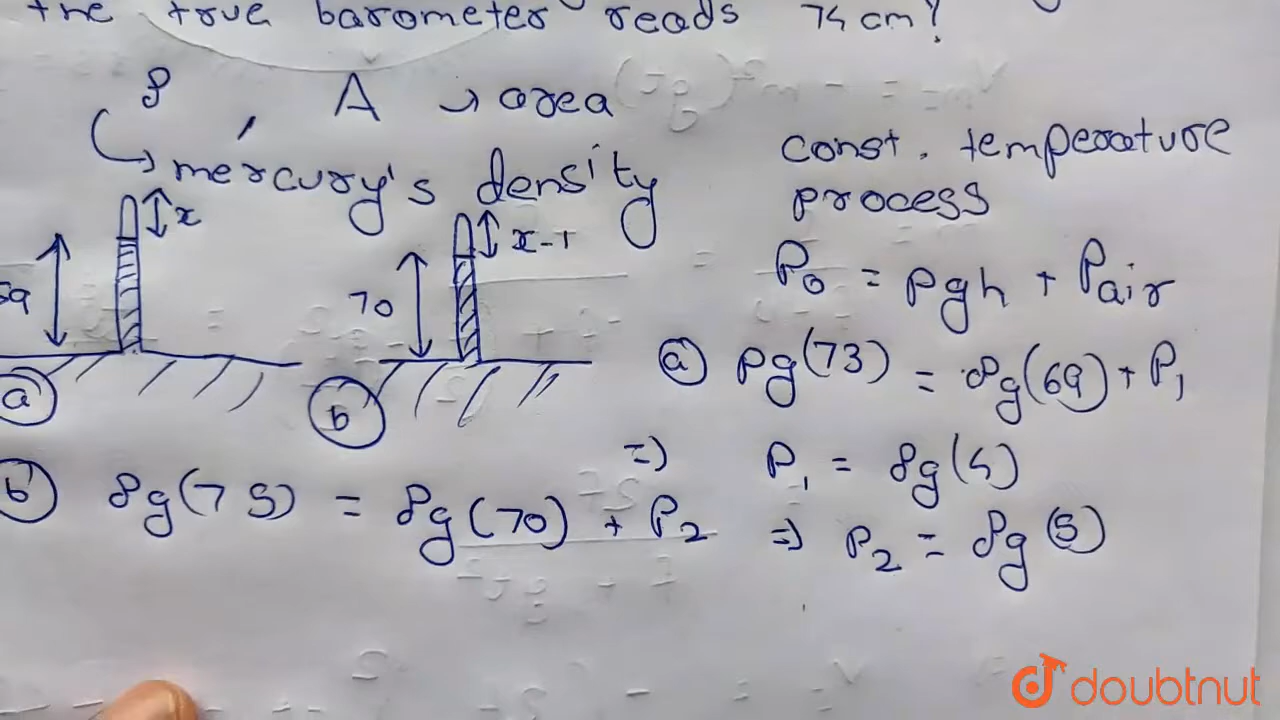 the true barometer reads 74 cm?
ρ , A → area
→ mercury's density
const. temperature
process
x
x-1
69
70
P₀ = ρgh + Pair
(a) ρg(73) = ρg(69) + P₁
(a)
(b)
=) P₁ = ρg(4)
(b) ρg(75) = ρg(70) + P₂ =) P₂ = ρg(5)
doubtnut